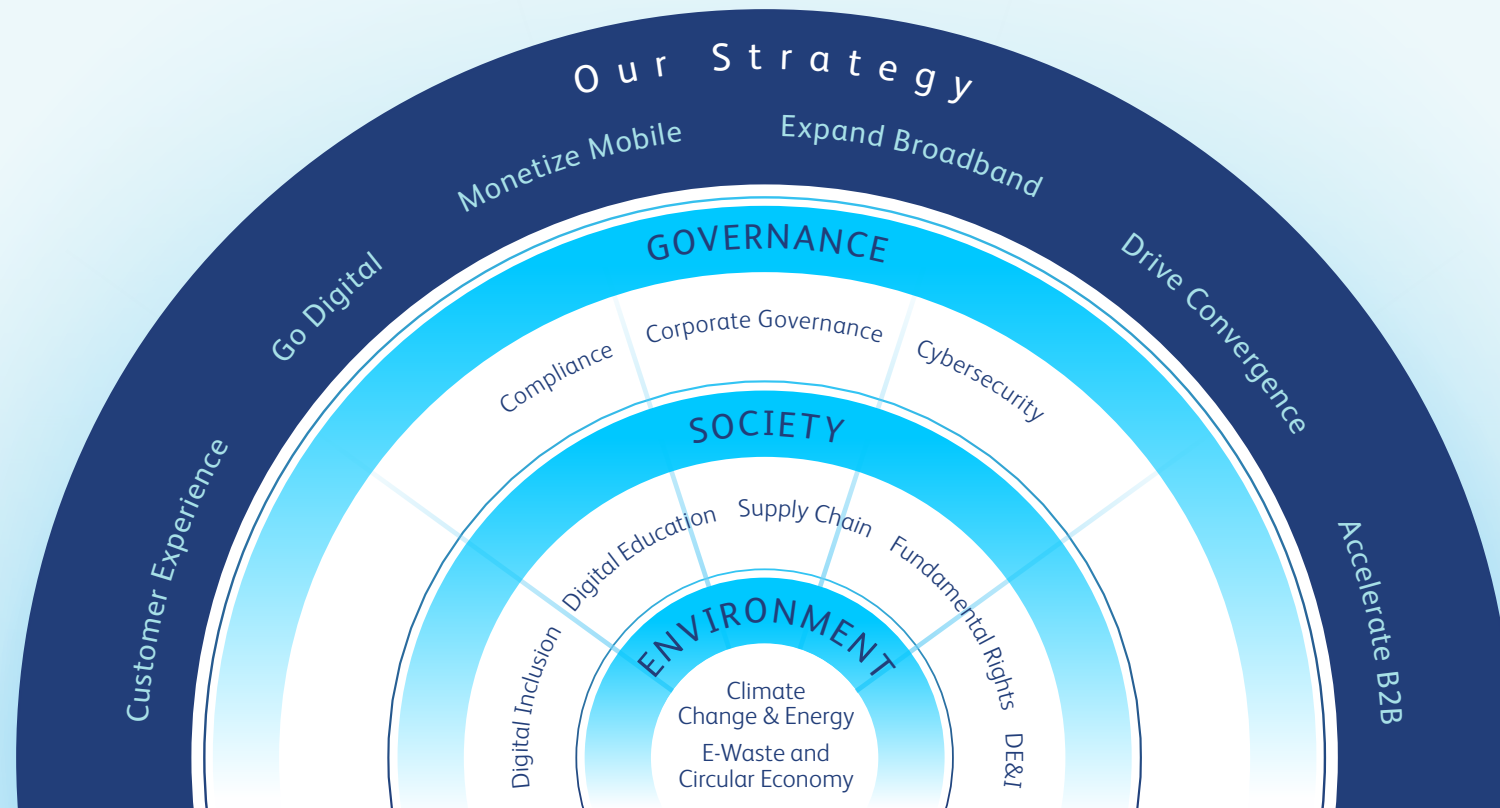 Our Strategy
Customer Experience
Go Digital
Monetize Mobile
Expand Broadband
Drive Convergence
Accelerate B2B
GOVERNANCE
Compliance
Corporate Governance
Cybersecurity
SOCIETY
Digital Inclusion
Digital Education
Supply Chain
Fundamental Rights
DE&I
ENVIRONMENT
Climate
Change & Energy
E-Waste and
Circular Economy